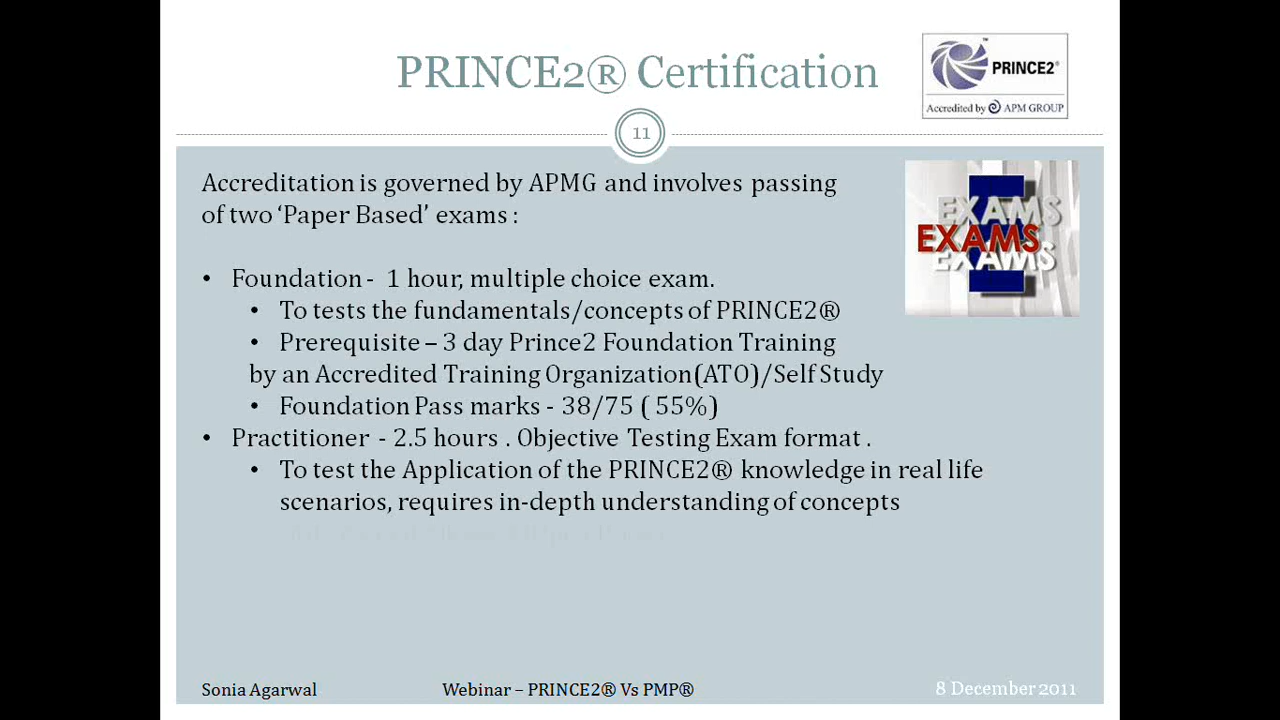 PRINCE2® Certification
PRINCE2®
Accredited by APM GROUP
11
Accreditation is governed by APMG and involves passing
of two ‘Paper Based’ exams :
EXAMS
EXAMS
EXAMS
• Foundation - 1 hour, multiple choice exam.
• To tests the fundamentals/concepts of PRINCE2®
• Prerequisite – 3 day Prince2 Foundation Training
by an Accredited Training Organization(ATO)/Self Study
• Foundation Pass marks - 38/75 ( 55%)
• Practitioner - 2.5 hours . Objective Testing Exam format .
• To test the Application of the PRINCE2® knowledge in real life
scenarios, requires in-depth understanding of concepts
Sonia Agarwal
Webinar – PRINCE2® Vs PMP®
8 December 2011